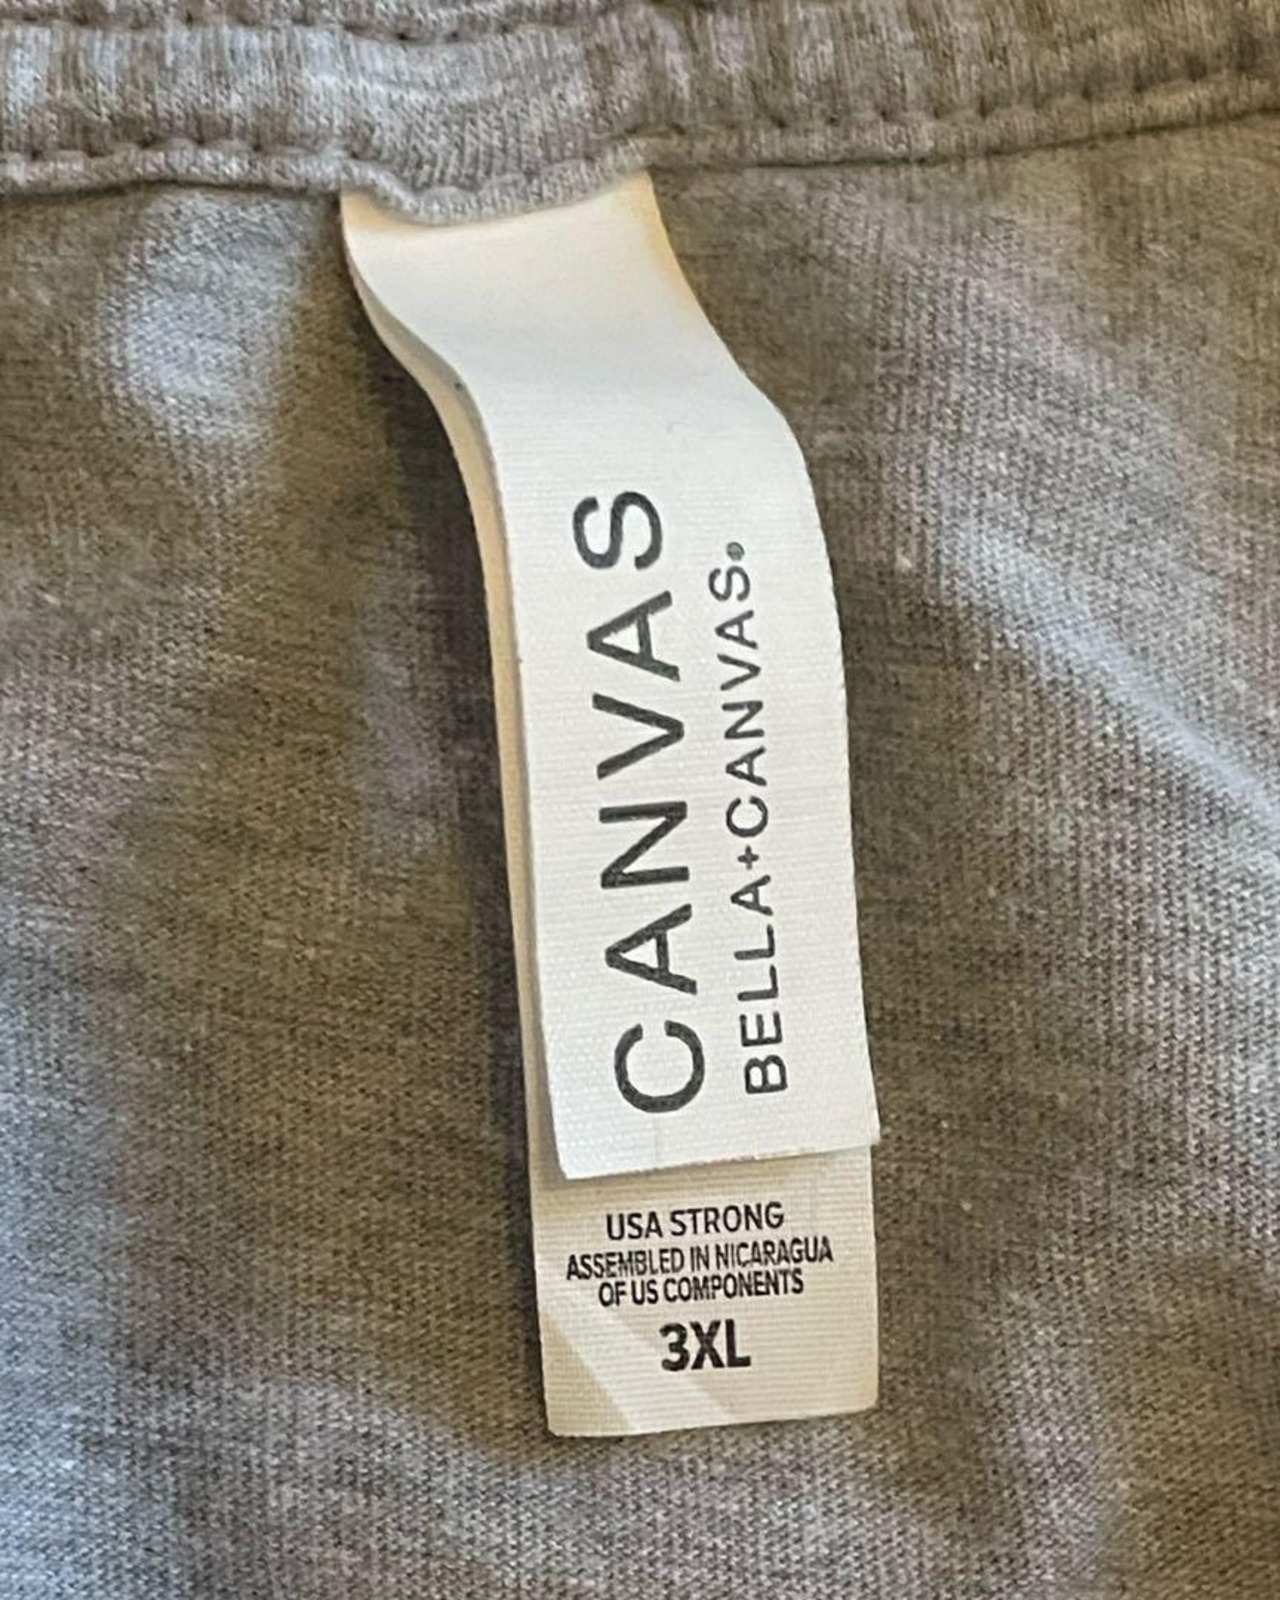 CANVAS
BELLA+CANVAS®
USA STRONG
ASSEMBLED IN NICARAGUA
OF US COMPONENTS
3XL